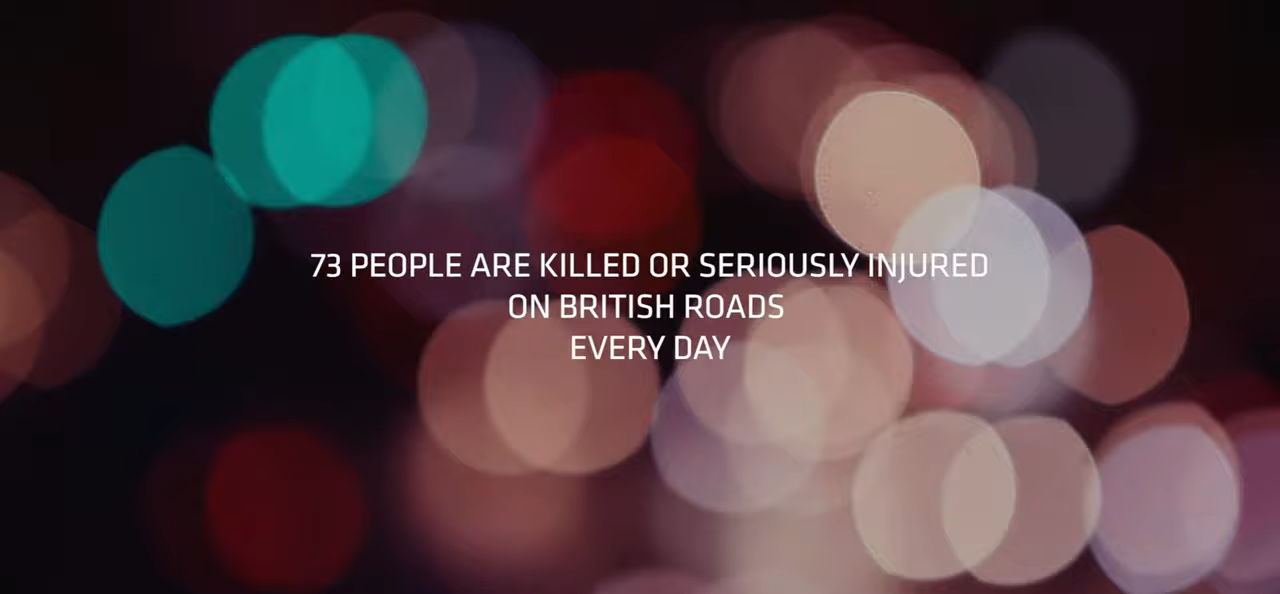 73 PEOPLE ARE KILLED OR SERIOUSLY INJURED
ON BRITISH ROADS
EVERY DAY